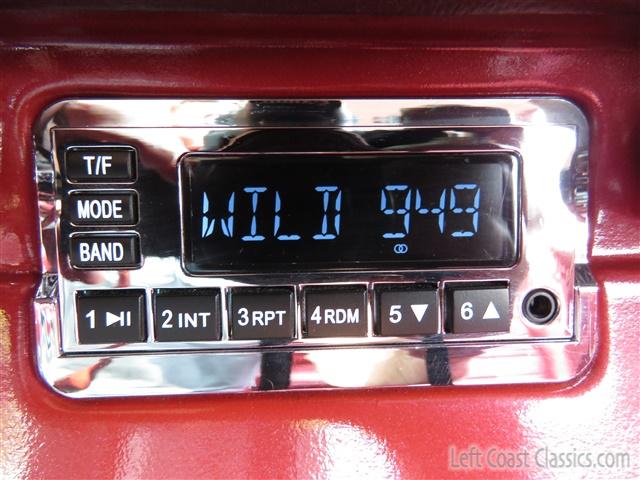 T/F
WILD 949
MODE
BAND
1 ▶II 2 INT 3 RPT 4 RDM 5 ▼ 6 ▲
Left Coast Classics.com